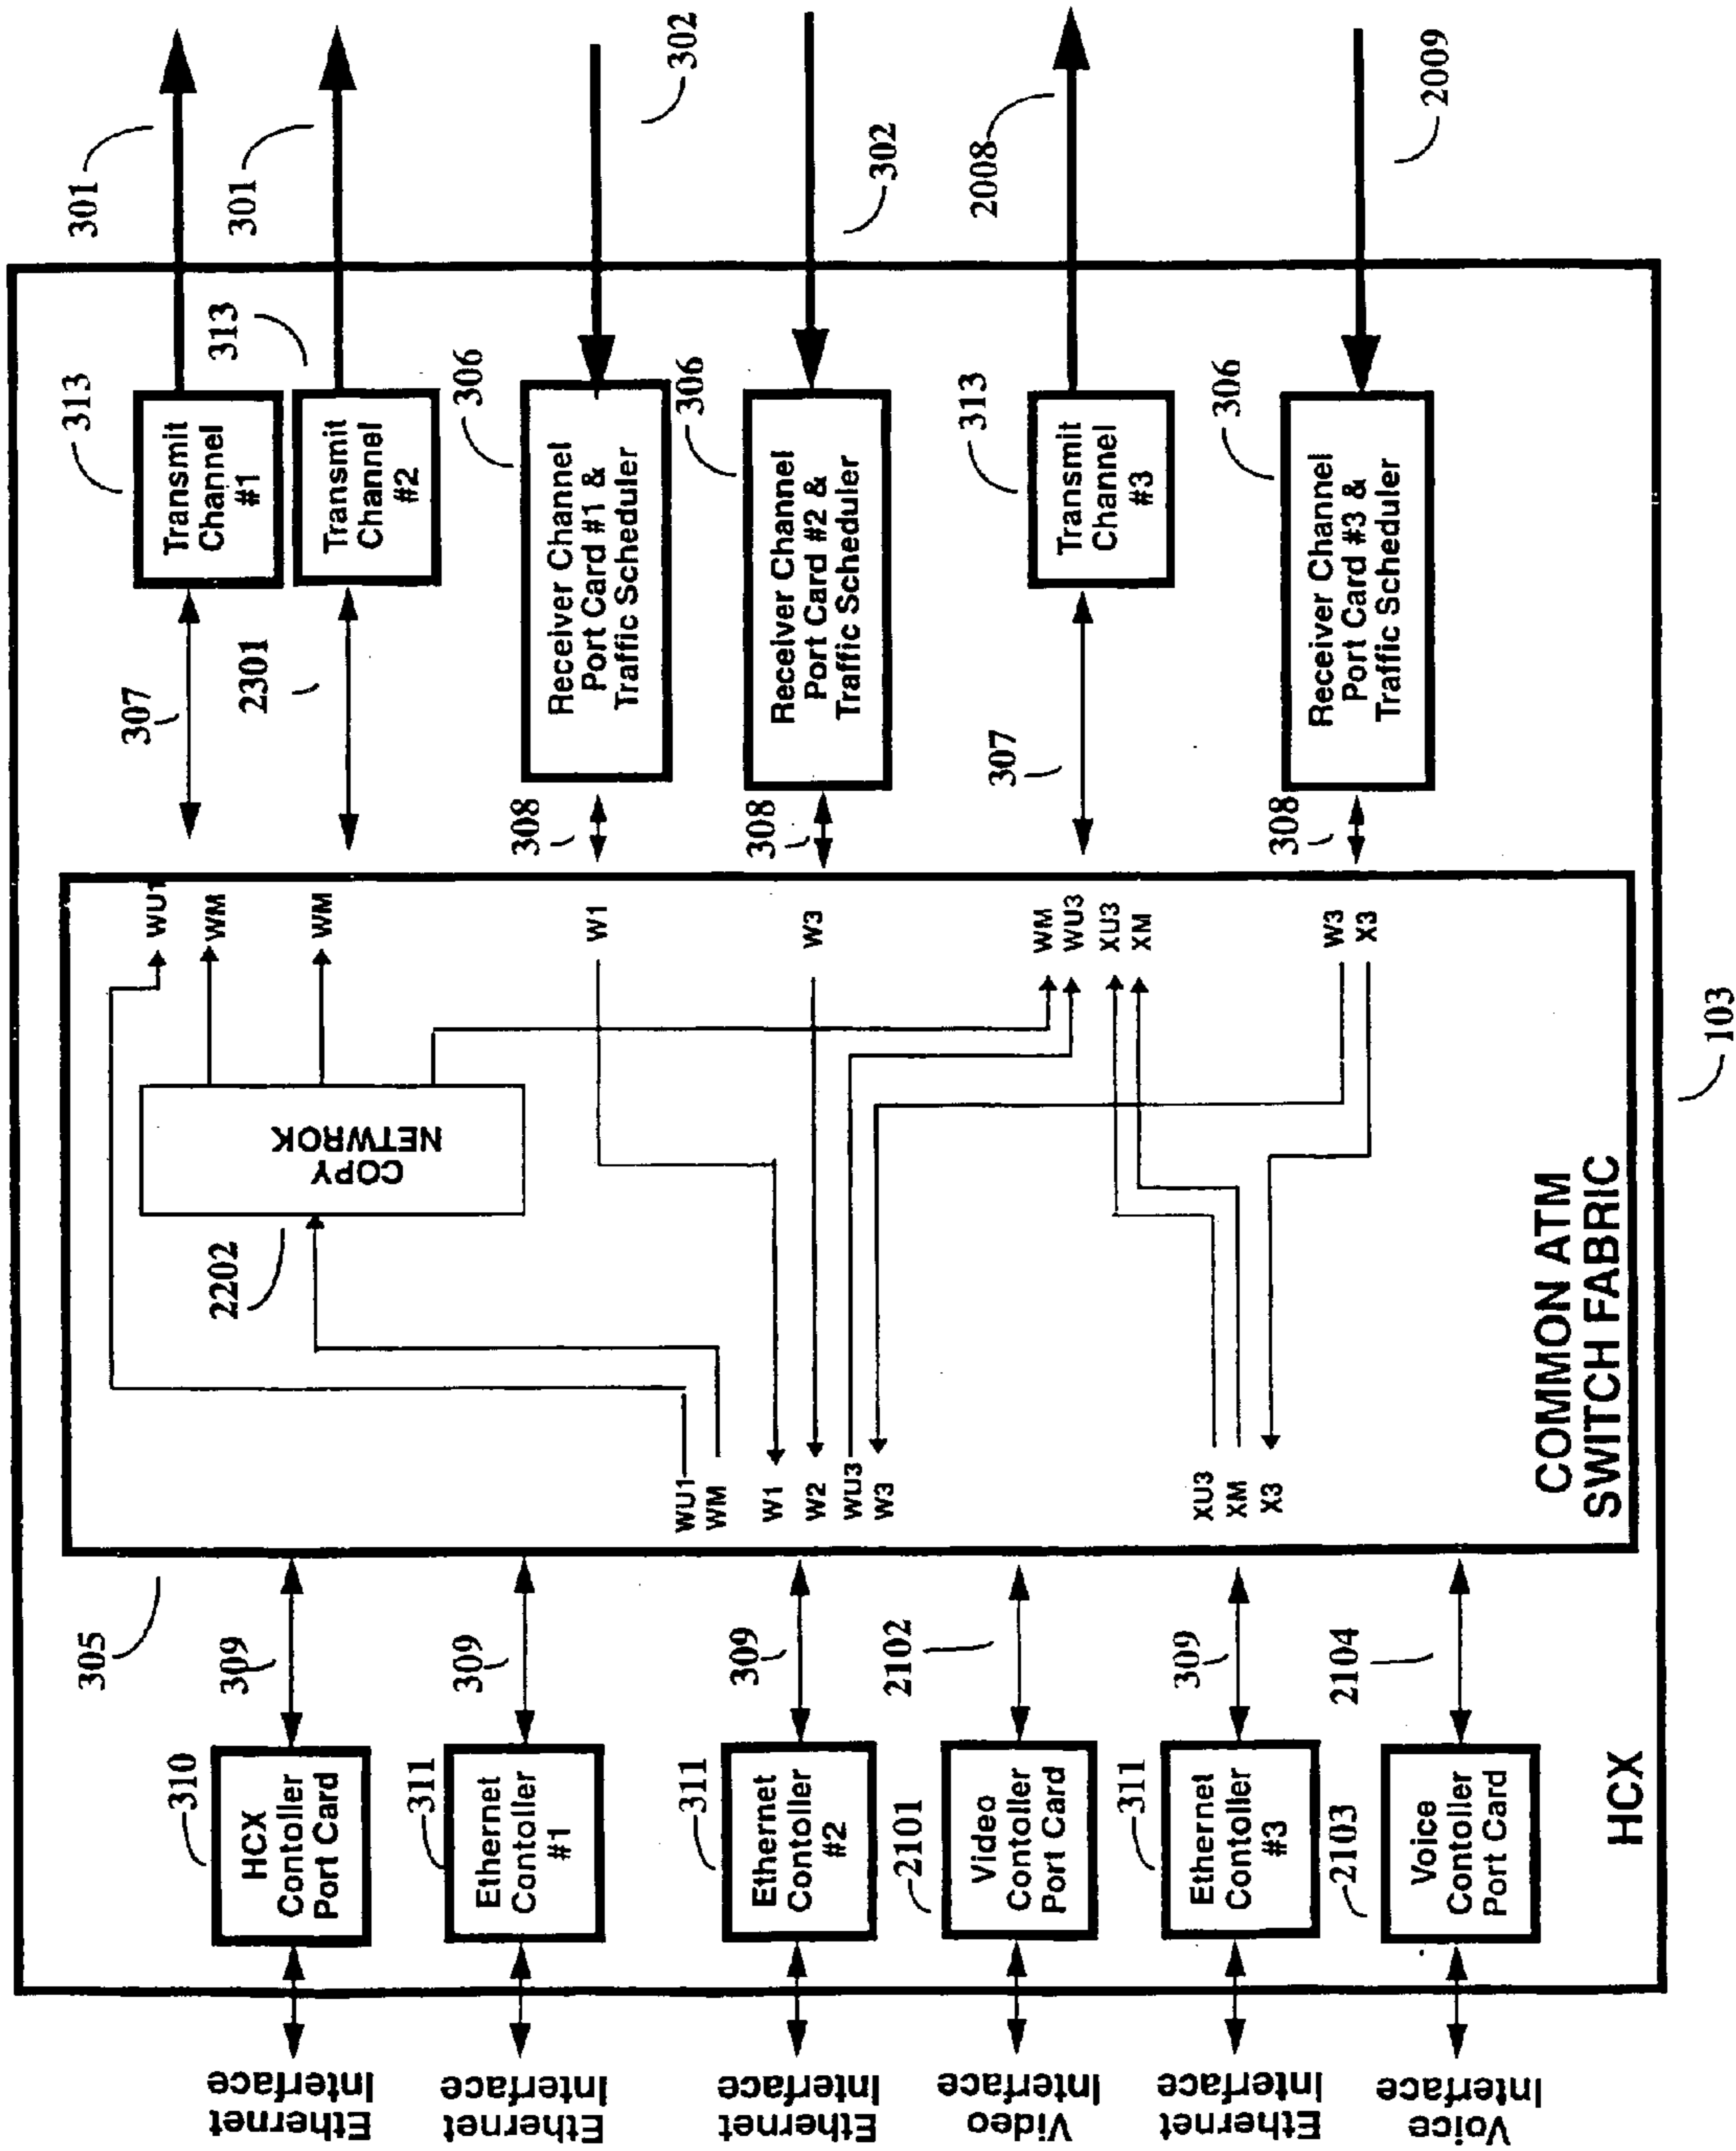 301
301
302
302
2008
2009
313
Transmit
Channel
#1
313
Transmit
Channel
#2
306
Receiver Channel
Port Card #1 &
Traffic Scheduler
306
Receiver Channel
Port Card #2 &
Traffic Scheduler
313
Transmit
Channel
#3
306
Receiver Channel
Port Card #3 &
Traffic Scheduler
307
2301
308
308
307
308
WU1
WM
WM
W1
W3
WM
WU3
XU3
XM
W3
X3
COPY
NETWROK
2202
WU1
WM
W1
W2
WU3
W3
XU3
XM
X3
COMMON ATM
SWITCH FABRIC
103
305
309
309
309
2102
309
2104
310
HCX
Contoller
Port Card
311
Ethernet
Contoller
#1
311
Ethernet
Contoller
#2
2101
Video
Contoller
Port Card
311
Ethernet
Contoller
#3
2103
Voice
Contoller
Port Card
HCX
Ethernet
Interface
Ethernet
Interface
Ethernet
Interface
Video
Interface
Ethernet
Interface
Voice
Interface